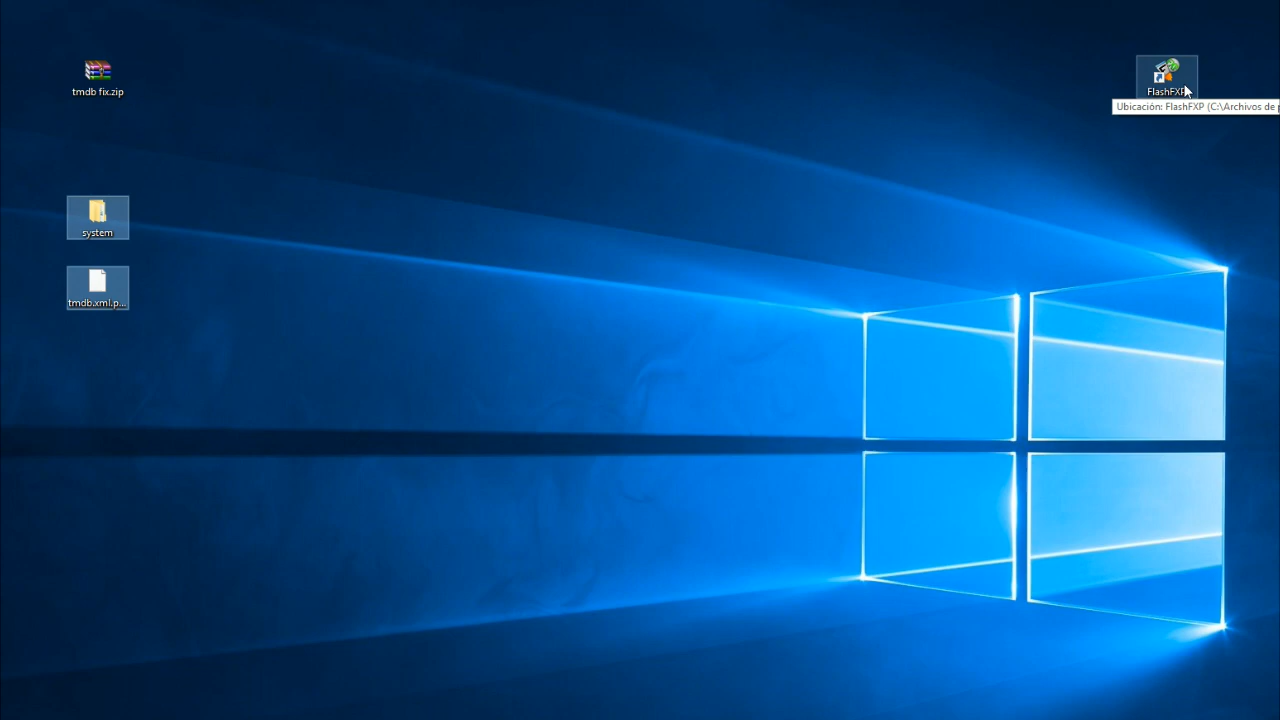 tmdb fix.zip
FlashFXP
Ubicación: FlashFXP (C:\Archivos de
system
tmdb.xml.p...